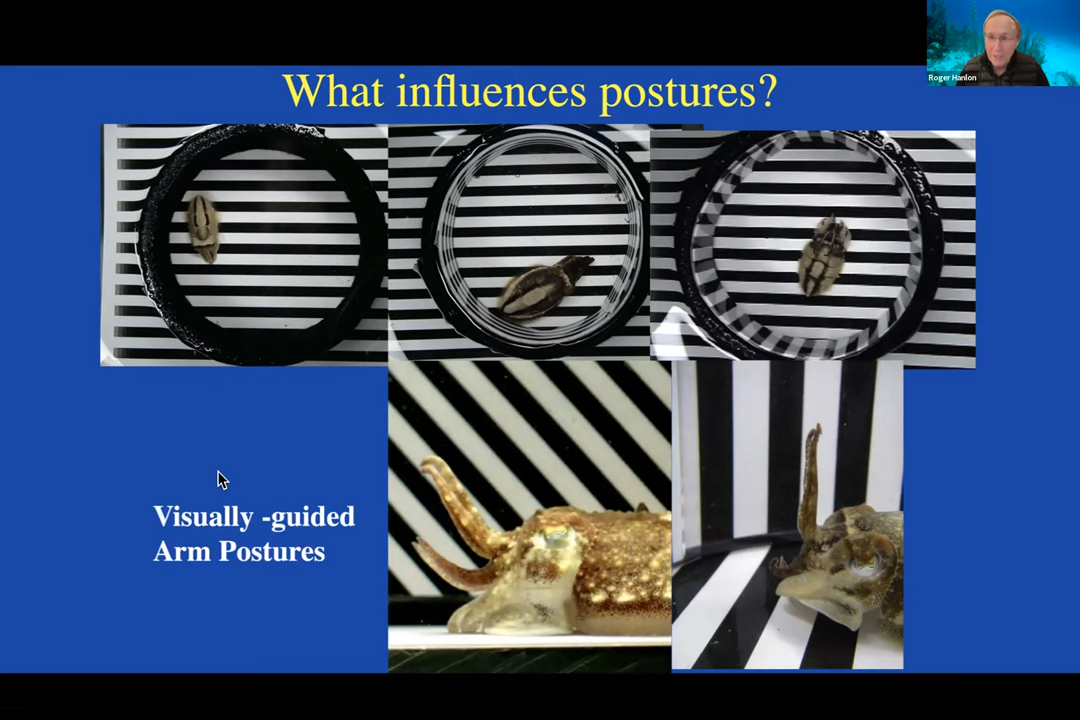 Roger Hanlon
What influences postures?
Visually -guided
Arm Postures